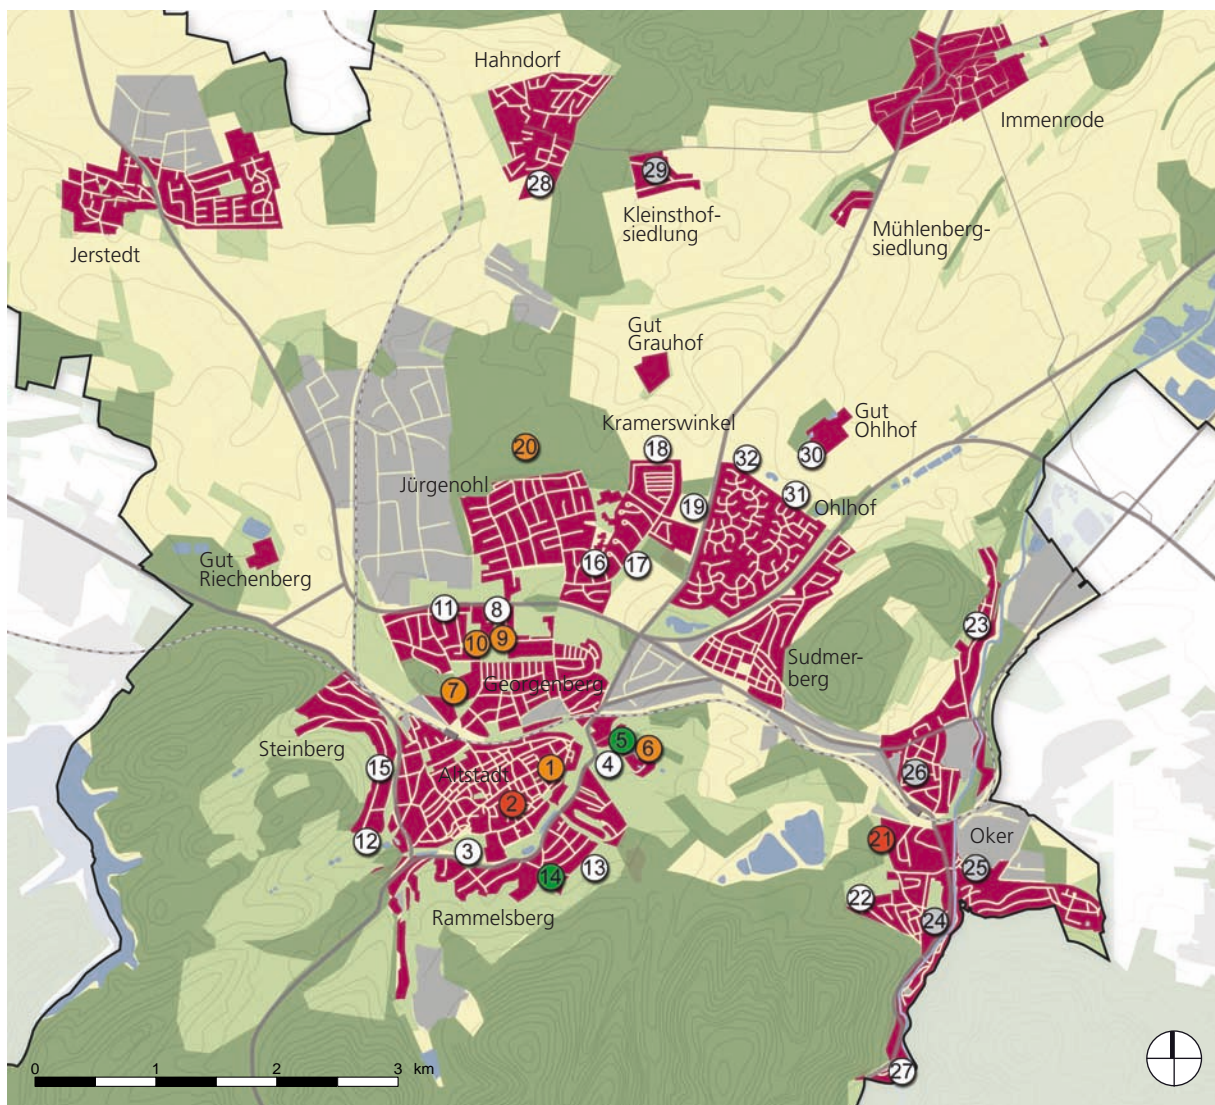 Hahndorf
Immenrode
29
28
Kleinsthof-
siedlung
Mühlenberg-
siedlung
Jerstedt
Gut
Grauhof
Gut
Ohlhof
Kramerswinkel
20
18
32
30
Jürgenohl
31
19
Ohlhof
Gut
Riechenberg
16
17
11
8
23
10
9
Sudmer-
berg
7
Georgenberg
Steinberg
5
6
15
Altstadt
1
4
26
2
12
3
21
Oker
14
13
25
22
Rammelsberg
24
0
1
2
3
km
27